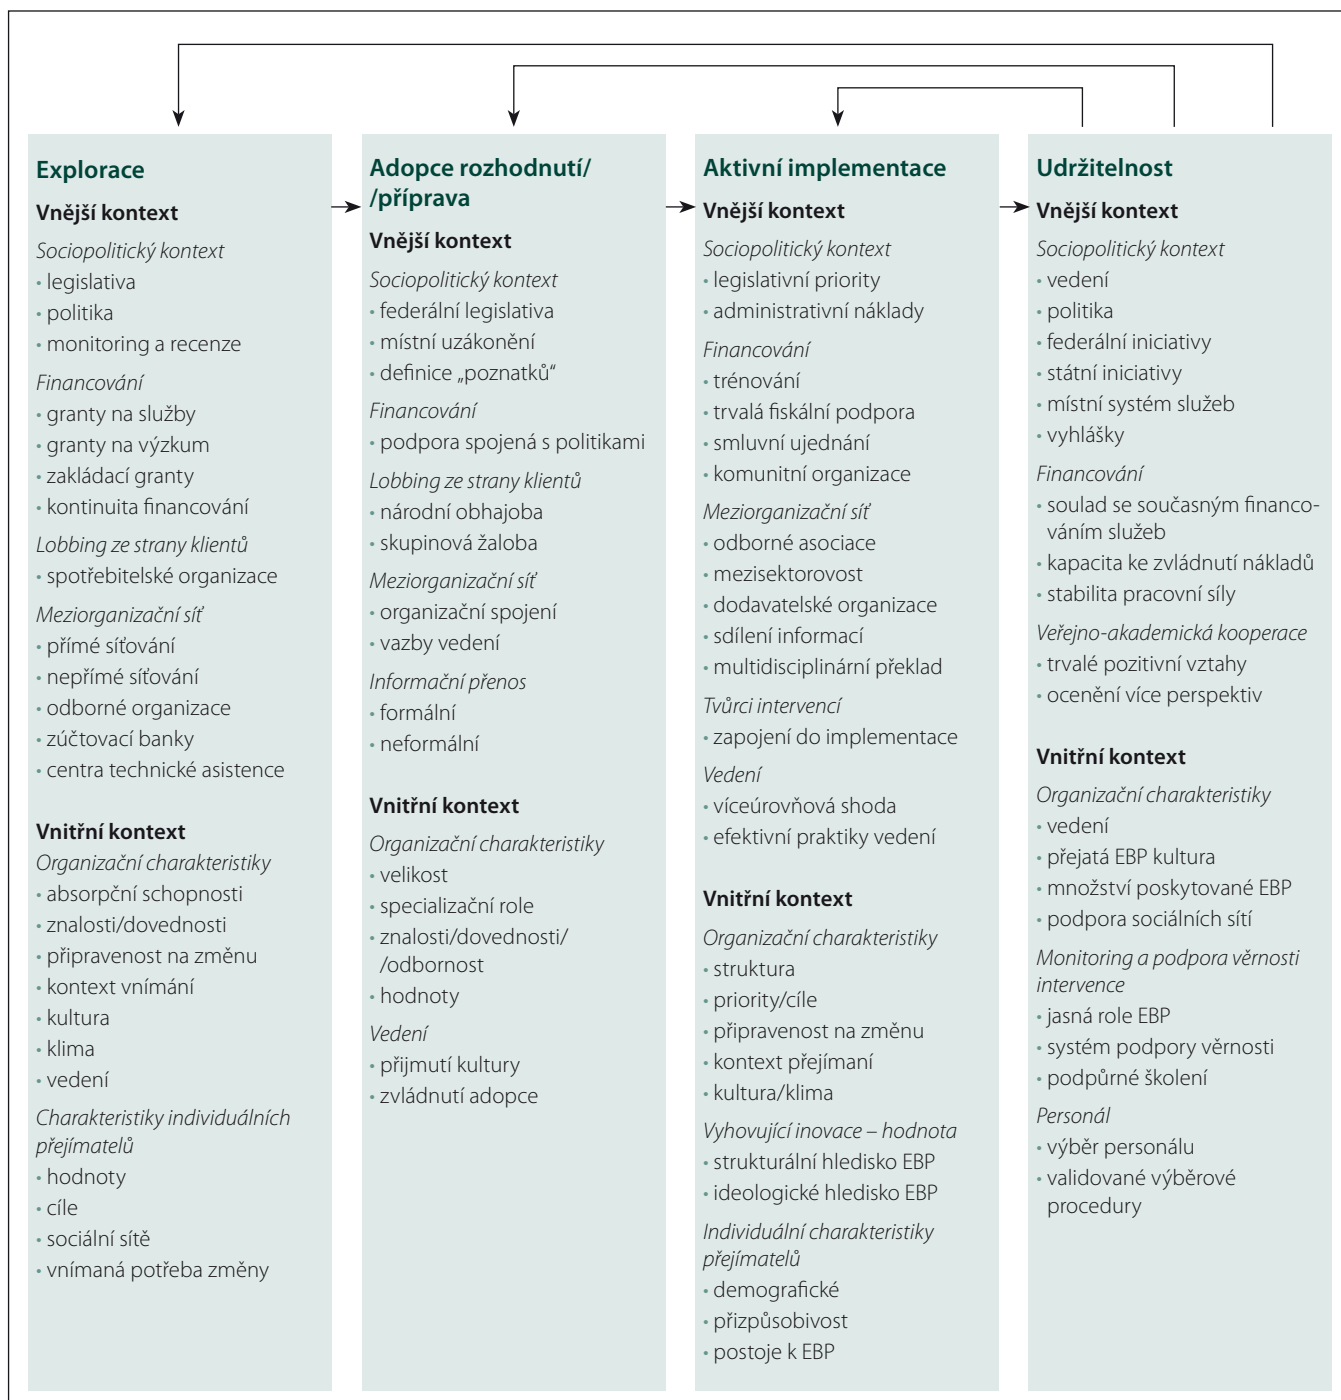 Explorace
Vnější kontext
Sociopolitický kontext
• legislativa
• politika
• monitoring a recenze
Financování
• granty na služby
• granty na výzkum
• zakládací granty
• kontinuita financování
Lobbing ze strany klientů
• spotřebitelské organizace
Meziorganizační síť
• přímé síťování
• nepřímé síťování
• odborné organizace
• zúčtovací banky
• centra technické asistence
Vnitřní kontext
Organizační charakteristiky
• absorpční schopnosti
• znalosti/dovednosti
• připravenost na změnu
• kontext vnímání
• kultura
• klima
• vedení
Charakteristiky individuálních
přejímatelů
• hodnoty
• cíle
• sociální sítě
• vnímaná potřeba změny
Adopce rozhodnutí/
/příprava
Vnější kontext
Sociopolitický kontext
• federální legislativa
• místní uzákonění
• definice „poznatků“
Financování
• podpora spojená s politikami
Lobbing ze strany klientů
• národní obhajoba
• skupinová žaloba
Meziorganizační síť
• organizační spojení
• vazby vedení
Informační přenos
• formální
• neformální
Vnitřní kontext
Organizační charakteristiky
• velikost
• specializační role
• znalosti/dovednosti/
/odbornost
• hodnoty
Vedení
• přijmutí kultury
• zvládnutí adopce
Aktivní implementace
Vnější kontext
Sociopolitický kontext
• legislativní priority
• administrativní náklady
Financování
• trénování
• trvalá fiskální podpora
• smluvní ujednání
• komunitní organizace
Meziorganizační síť
• odborné asociace
• mezisektorovost
• dodavatelské organizace
• sdílení informací
• multidisciplinární překlad
Tvůrci intervencí
• zapojení do implementace
Vedení
• víceúrovňová shoda
• efektivní praktiky vedení
Vnitřní kontext
Organizační charakteristiky
• struktura
• priority/cíle
• připravenost na změnu
• kontext přejímaní
• kultura/klima
Vyhovující inovace – hodnota
• strukturální hledisko EBP
• ideologické hledisko EBP
Individuální charakteristiky
přejímatelů
• demografické
• přizpůsobivost
• postoje k EBP
Udržitelnost
Vnější kontext
Sociopolitický kontext
• vedení
• politika
• federální iniciativy
• státní iniciativy
• místní systém služeb
• vyhlášky
Financování
• soulad se současným financo-
váním služeb
• kapacita ke zvládnutí nákladů
• stabilita pracovní síly
Veřejno-akademická kooperace
• trvalé pozitivní vztahy
• ocenění více perspektiv
Vnitřní kontext
Organizační charakteristiky
• vedení
• přejatá EBP kultura
• množství poskytované EBP
• podpora sociálních sítí
Monitoring a podpora věrnosti
intervence
• jasná role EBP
• systém podpory věrnosti
• podpůrné školení
Personál
• výběr personálu
• validované výběrové
procedury